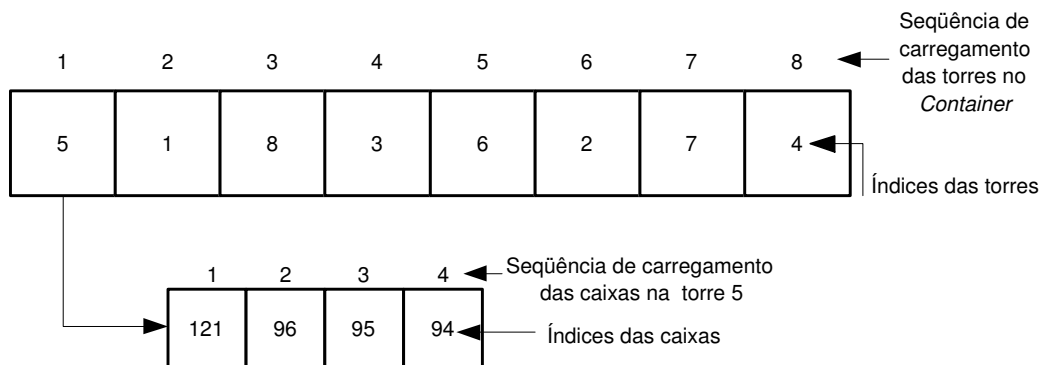 Seqüência de
carregamento
das torres no
Container
1 2 3 4 5 6 7 8
5 1 8 3 6 2 7 4
Índices das torres
Seqüência de carregamento
das caixas na torre 5
1 2 3 4
121 96 95 94
Índices das caixas